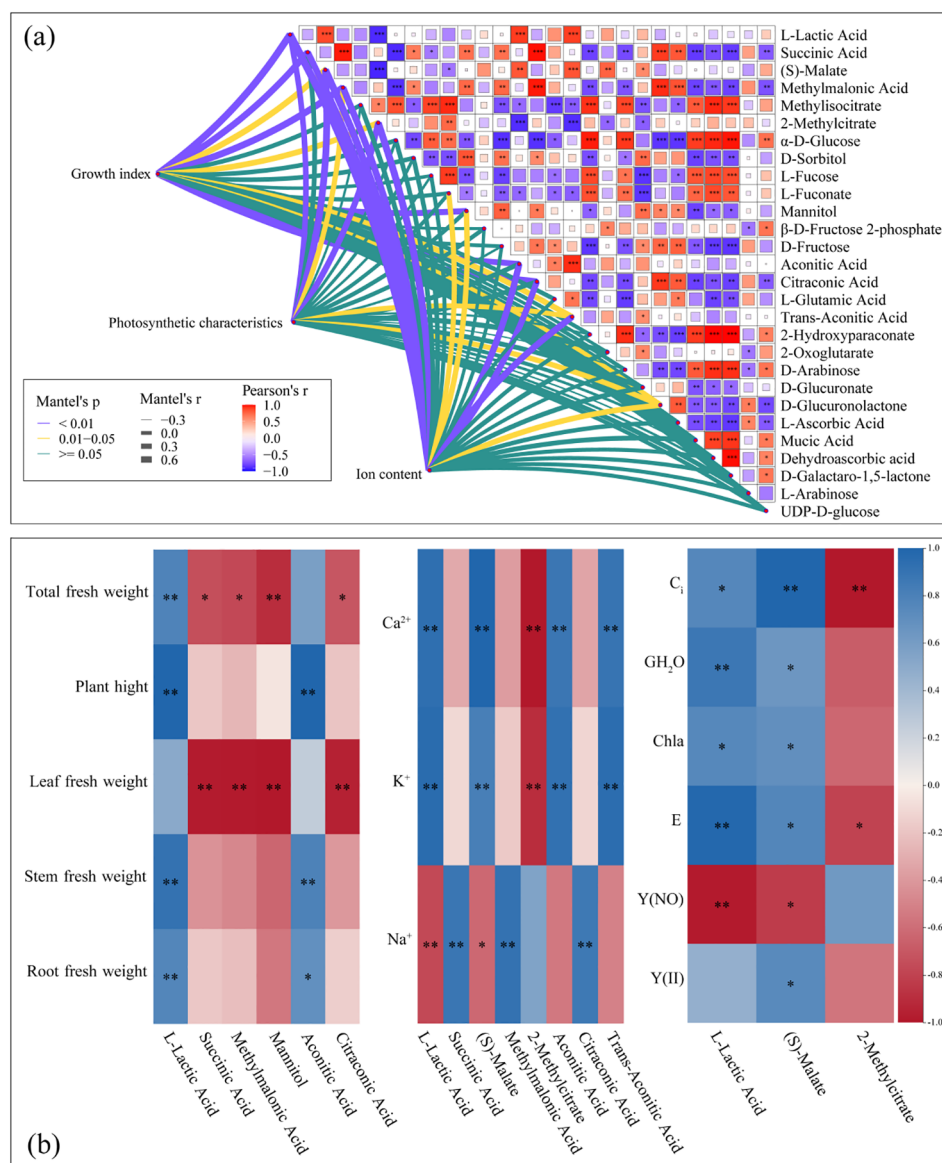 (a)
L-Lactic Acid
Succinic Acid
(S)-Malate
Methylmalonic Acid
Methylisocitrate
2-Methylcitrate
α-D-Glucose
D-Sorbitol
L-Fucose
L-Fuconate
Mannitol
β-D-Fructose 2-phosphate
D-Fructose
Aconitic Acid
Citraconic Acid
L-Glutamic Acid
Trans-Aconitic Acid
2-Hydroxyparaconate
2-Oxoglutarate
D-Arabinose
D-Glucuronate
D-Glucuronolactone
L-Ascorbic Acid
Mucic Acid
Dehydroascorbic acid
D-Galactaro-1,5-lactone
L-Arabinose
UDP-D-glucose
Growth index
Photosynthetic characteristics
Ion content
Mantel's p
< 0.01
0.01−0.05
>= 0.05
Mantel's r
−0.3
0.0
0.3
0.6
Pearson's r
1.0
0.5
0.0
−0.5
−1.0
Total fresh weight
** * * ** *
Plant hight
** **
Leaf fresh weight
** ** ** **
Stem fresh weight
** **
Root fresh weight
** *
L-Lactic Acid
Succinic Acid
Methylmalonic Acid
Mannitol
Aconitic Acid
Citraconic Acid
Ca²⁺
** ** ** ** **
K⁺
** ** ** ** **
Na⁺
** ** * ** **
L-Lactic Acid
Succinic Acid
(S)-Malate
Methylmalonic Acid
2-Methylcitrate
Aconitic Acid
Citraconic Acid
Trans-Aconitic Acid
Cᵢ
* ** **
GH₂O
** *
Chla
* *
E
** * *
Y(NO)
** *
Y(II)
*
L-Lactic Acid
(S)-Malate
2-Methylcitrate
1.0
0.8
0.6
0.4
0.2
0
-0.2
-0.4
-0.6
-0.8
-1.0
(b)